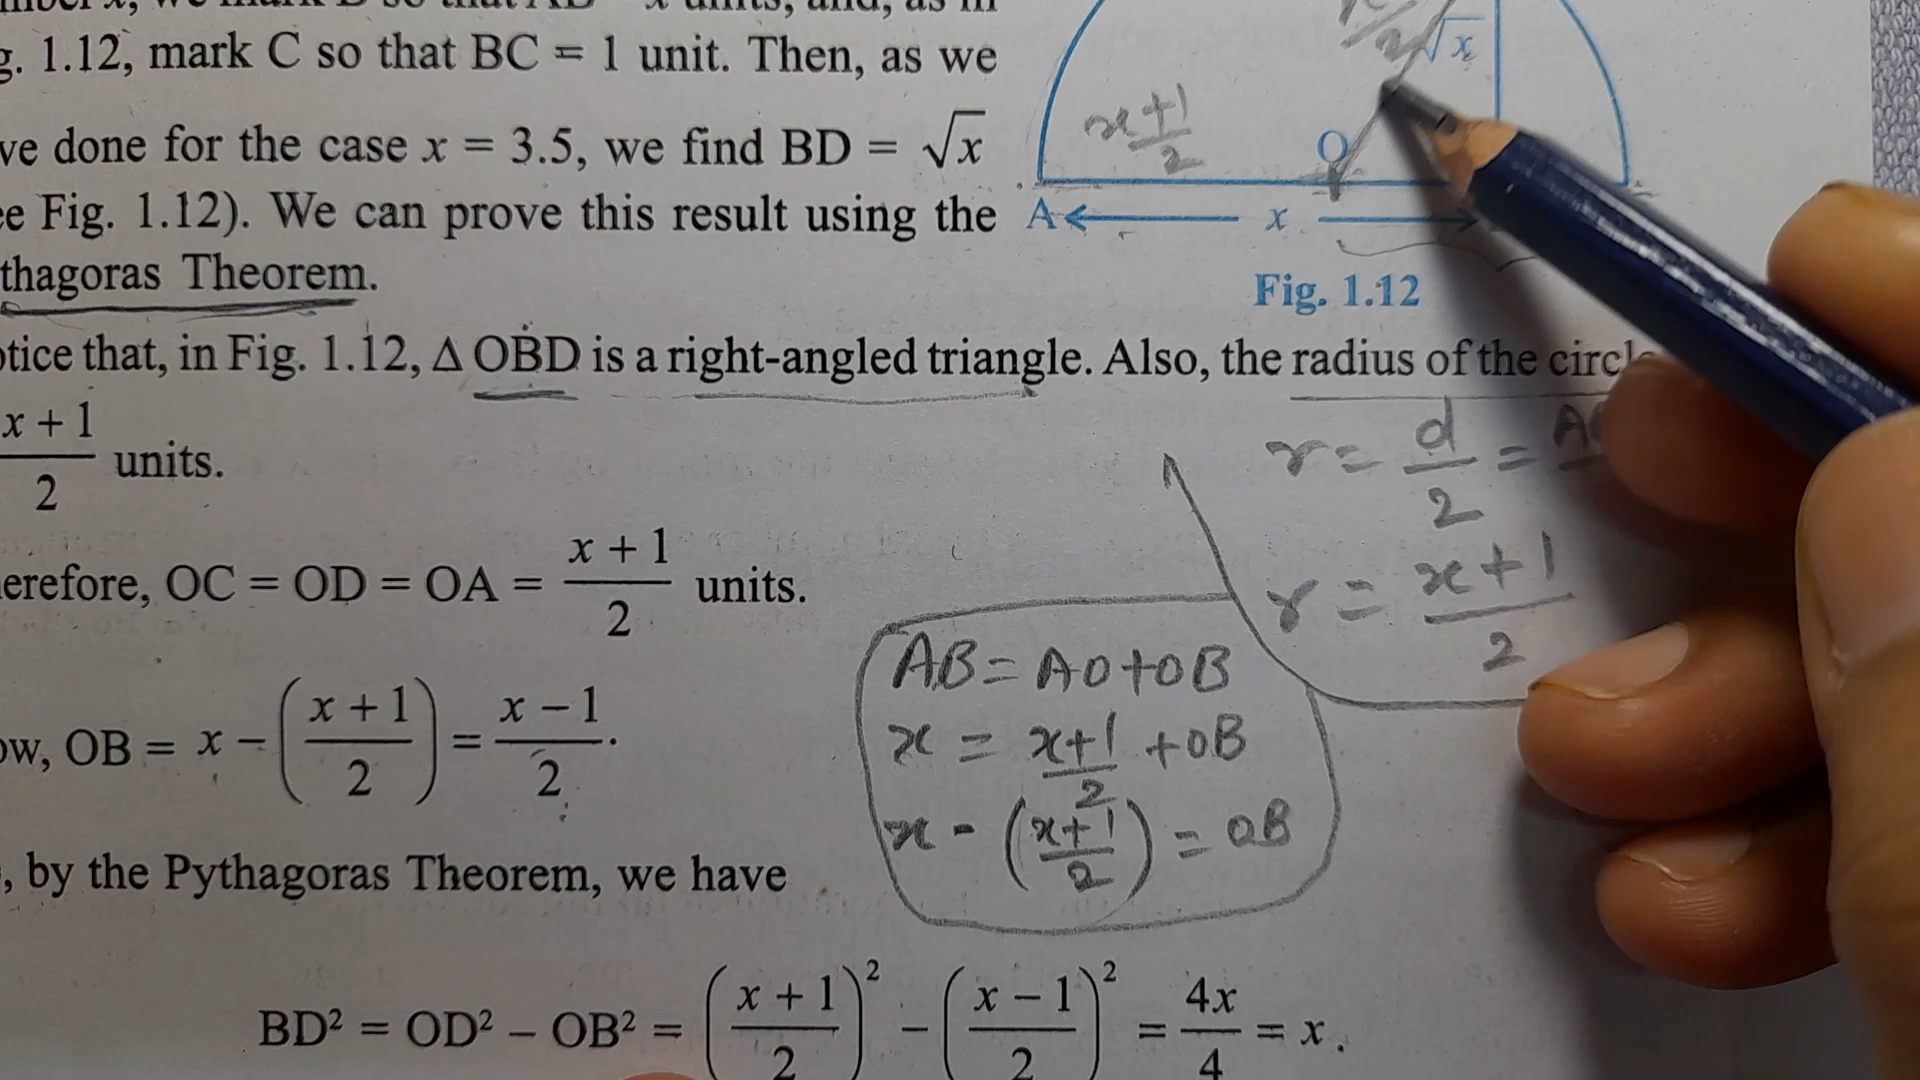 g. 1.12, mark C so that BC = 1 unit. Then, as we
ve done for the case x = 3.5, we find BD = √x
e Fig. 1.12). We can prove this result using the
thagoras Theorem.
√x
x+1/2
O
A x
Fig. 1.12
otice that, in Fig. 1.12, Δ OBD is a right-angled triangle. Also, the radius of the circle
x + 1/2 units.
r = d/2 =
r = x+1/2
erefore, OC = OD = OA = x + 1/2 units.
AB = AO+OB
x = x+1/2 + OB
x - (x+1/2) = OB
ow, OB = x – (x + 1/2) = x – 1/2.
, by the Pythagoras Theorem, we have
BD² = OD² – OB² = (x + 1/2)² – (x – 1/2)² = 4x/4 = x.